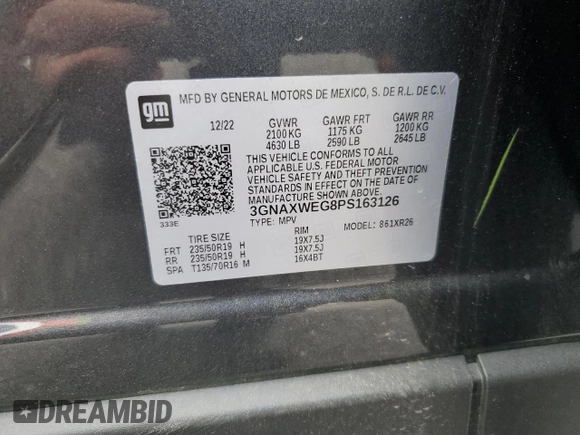 gm
MFD BY GENERAL MOTORS DE MEXICO, S. DE R.L. DE C.V.
12/22 GVWR GAWR FRT GAWR RR
2100 KG 1175 KG 1200 KG
4630 LB 2590 LB 2645 LB
THIS VEHICLE CONFORMS TO ALL
APPLICABLE U.S. FEDERAL MOTOR
VEHICLE SAFETY AND THEFT PREVENTION
STANDARDS IN EFFECT ON THE DATE OF
MANUFACTURE SHOWN ABOVE.
3GNAXWEG8PS163126
333E
TYPE: MPV 861XR26
TIRE SIZE RIM
FRT 235/50R19 H 19X7.5J
RR 235/50R19 H 19X7.5J
SPA T135/70R16 M 16X4BT
DREAMBID